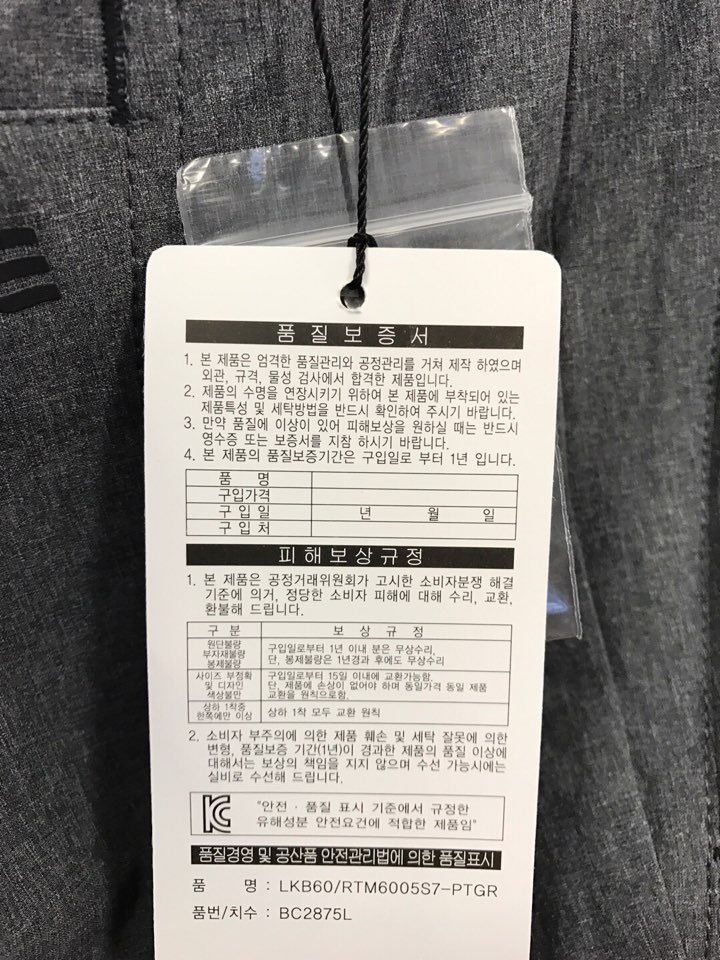 품질보증서
1. 본 제품은 엄격한 품질관리와 공정관리를 거쳐 제작 하였으며
외관, 규격, 물성 검사에서 합격한 제품입니다.
2. 제품의 수명을 연장시키기 위하여 본 제품에 부착되어 있는
제품특성 및 세탁방법을 반드시 확인하여 주시기 바랍니다.
3. 만약 품질에 이상이 있어 피해보상을 원하실 때는 반드시
영수증 또는 보증서를 지참 하시기 바랍니다.
4. 본 제품의 품질보증기간은 구입일로 부터 1년 입니다.
품 명
구입가격
구 입 일 년 월 일
구 입 처
피해보상규정
1. 본 제품은 공정거래위원회가 고시한 소비자분쟁 해결
기준에 의거, 정당한 소비자 피해에 대해 수리, 교환,
환불해 드립니다.
구 분 보 상 규 정
원단불량
부자재불량
봉제불량
구입일로부터 1년 이내 분은 무상수리,
단, 봉제불량은 1년경과 후에도 무상수리
사이즈 부정확
및 디자인
색상불만
구입일로부터 15일 이내에 교환가능함.
단, 제품에 손상이 없어야 하며 동일가격 동일 제품
교환을 원칙으로함.
상하 1착중
한쪽에만 이상
상하 1착 모두 교환 원칙
2. 소비자 부주의에 의한 제품 훼손 및 세탁 잘못에 의한
변형, 품질보증 기간(1년)이 경과한 제품의 품질 이상에
대해서는 보상의 책임을 지지 않으며 수선 가능시에는
실비로 수선해 드립니다.
KC
"안전 · 품질 표시 기준에서 규정한
유해성분 안전요건에 적합한 제품임"
품질경영 및 공산품 안전관리법에 의한 품질표시
품 명 : LKB60/RTM6005S7-PTGR
품번/치수 : BC2875L